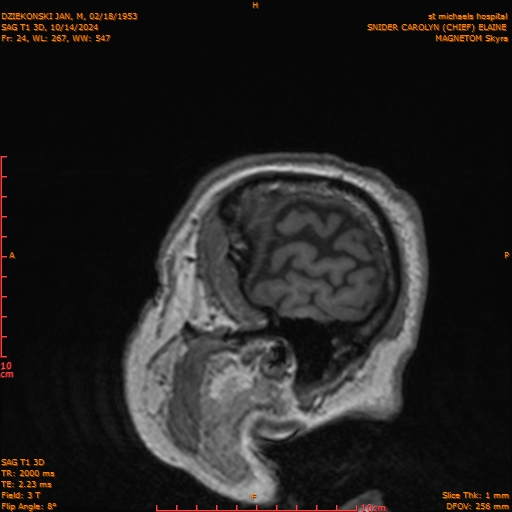 H
DZIEKONSKI JAN, M, 02/18/1953
SAG T1 3D, 10/14/2024
Fr: 24, WL: 267, WW: 547
st michaels hospital
SNIDER CAROLYN (CHIEF) ELAINE
MAGNETOM Skyra
A
P
10
cm
SAG T1 3D
TR: 2000 ms
TE: 2.23 ms
Field: 3 T
Flip Angle: 8°
F
10cm
Slice Thk: 1 mm
DFOV: 256 mm